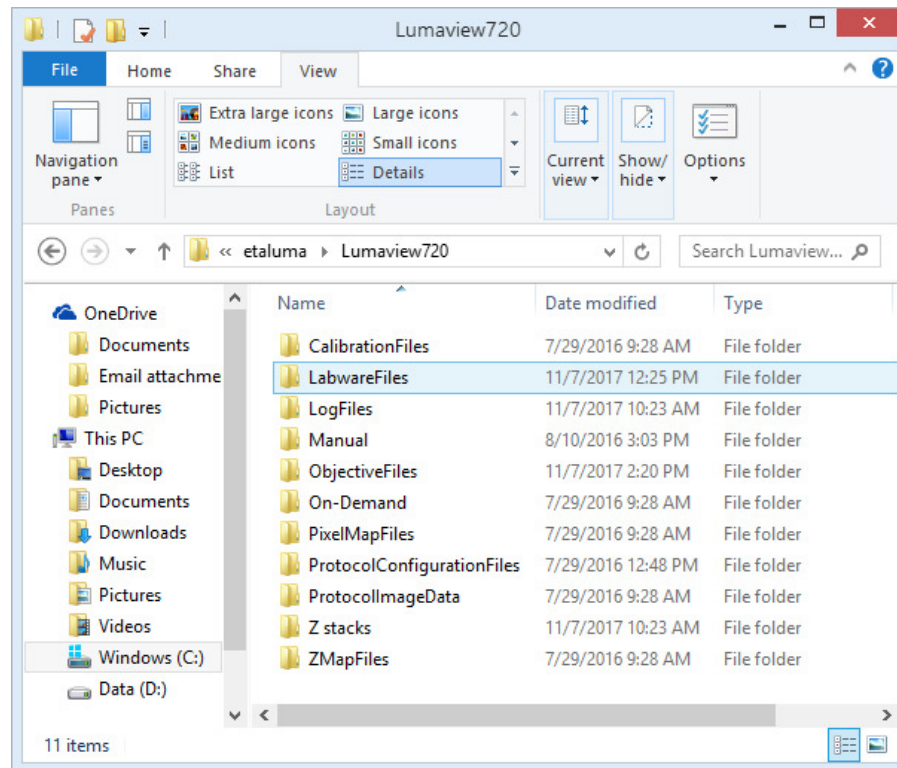 Lumaview720
File Home Share View
Extra large icons Large icons
Medium icons Small icons
List Details
Navigation pane
Current view
Show/ hide
Options
Panes Layout
« etaluma Lumaview720
Search Lumaview...
OneDrive
Documents
Email attachme
Pictures
This PC
Desktop
Documents
Downloads
Music
Pictures
Videos
Windows (C:)
Data (D:)
Name Date modified Type
CalibrationFiles 7/29/2016 9:28 AM File folder
LabwareFiles 11/7/2017 12:25 PM File folder
LogFiles 11/7/2017 10:23 AM File folder
Manual 8/10/2016 3:03 PM File folder
ObjectiveFiles 11/7/2017 2:20 PM File folder
On-Demand 7/29/2016 9:28 AM File folder
PixelMapFiles 7/29/2016 9:28 AM File folder
ProtocolConfigurationFiles 7/29/2016 12:48 PM File folder
ProtocolImageData 7/29/2016 9:28 AM File folder
Z stacks 11/7/2017 10:23 AM File folder
ZMapFiles 7/29/2016 9:28 AM File folder
11 items